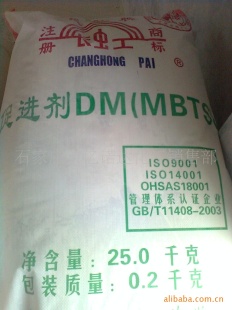 注册 商标
CHANGHONG PAI
促进剂DM(MBTS
ISO9001
ISO14001
OHSAS18001
管理体系认证企业
GB/T11408-2003
净含量：25.0 千克
包装质量：0.2 千克
alibaba.com.cn